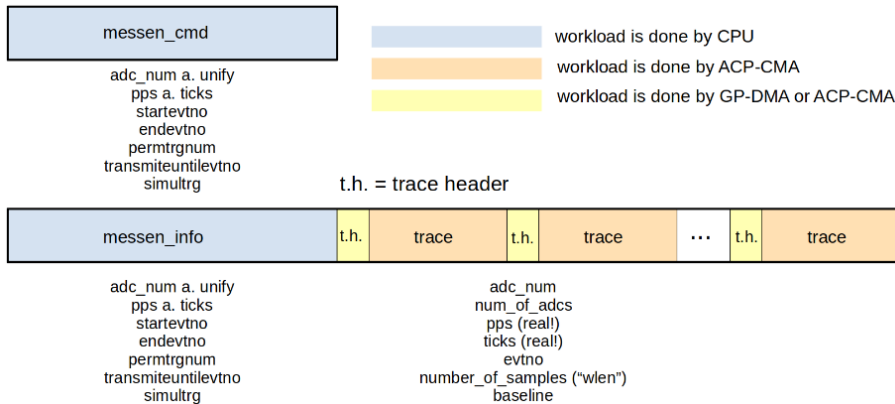 messen_cmd
workload is done by CPU
workload is done by ACP-CMA
workload is done by GP-DMA or ACP-CMA
adc_num a. unify
pps a. ticks
startevtno
endevtno
permtrgnum
transmiteuntilevtno
simultrg
t.h. = trace header
messen_info
t.h.
trace
t.h.
trace
...
t.h.
trace
adc_num a. unify
pps a. ticks
startevtno
endevtno
permtrgnum
transmiteuntilevtno
simultrg
adc_num
num_of_adcs
pps (real!)
ticks (real!)
evtno
number_of_samples (“wlen”)
baseline